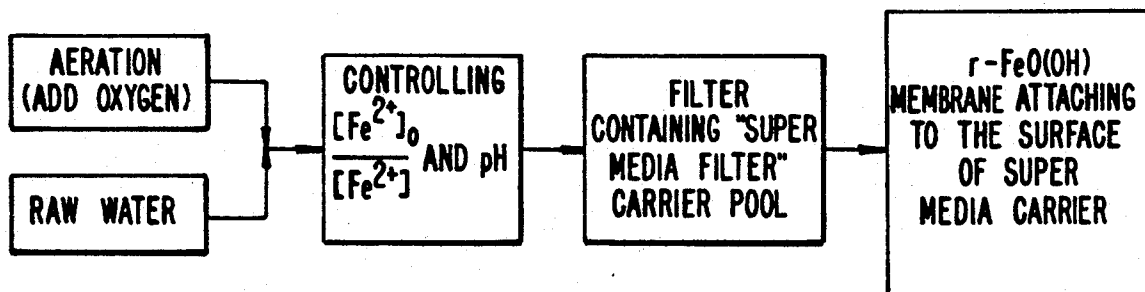 AERATION
(ADD OXYGEN)
RAW WATER
CONTROLLING
[Fe2+]0
[Fe2+]
AND pH
FILTER
CONTAINING "SUPER
MEDIA FILTER"
CARRIER POOL
r-FeO(OH)
MEMBRANE ATTACHING
TO THE SURFACE
OF SUPER
MEDIA CARRIER